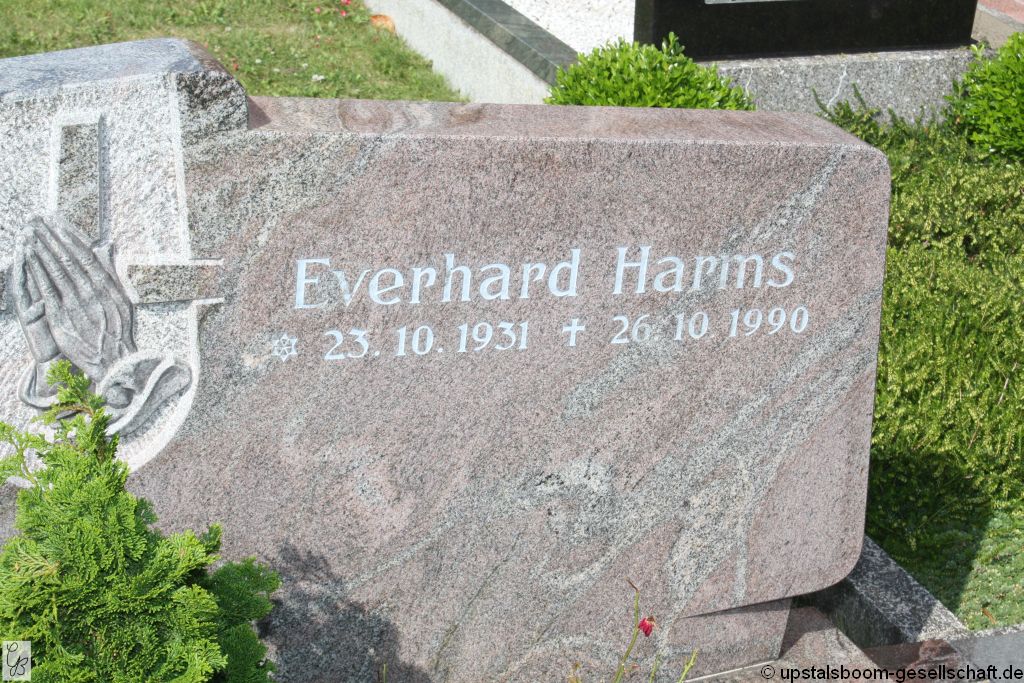 Everhard Harms
✡ 23. 10. 1931 ✝ 26. 10. 1990
© upstalsboom-gesellschaft.de